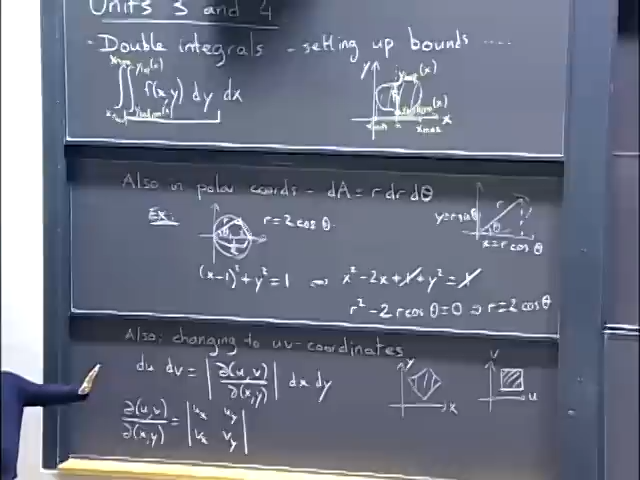 Units 3 and 4
- Double integrals - setting up bounds ....
∫∫ f(x,y) dy dx
y x
Also in polar coords - dA = r dr dθ
Ex:
r = 2 cos θ
r
y = r sin θ
θ
x = r cos θ
(x-1)² + y² = 1 ⇔ x² - 2x + 1 + y² = 1
r² - 2r cos θ = 0 ⇒ r = 2 cos θ
Also: changing to uv-coordinates
du dv = | ∂(u,v) / ∂(x,y) | dx dy
y x
v u
∂(u,v) / ∂(x,y) = | u_x u_y
v_x v_y |